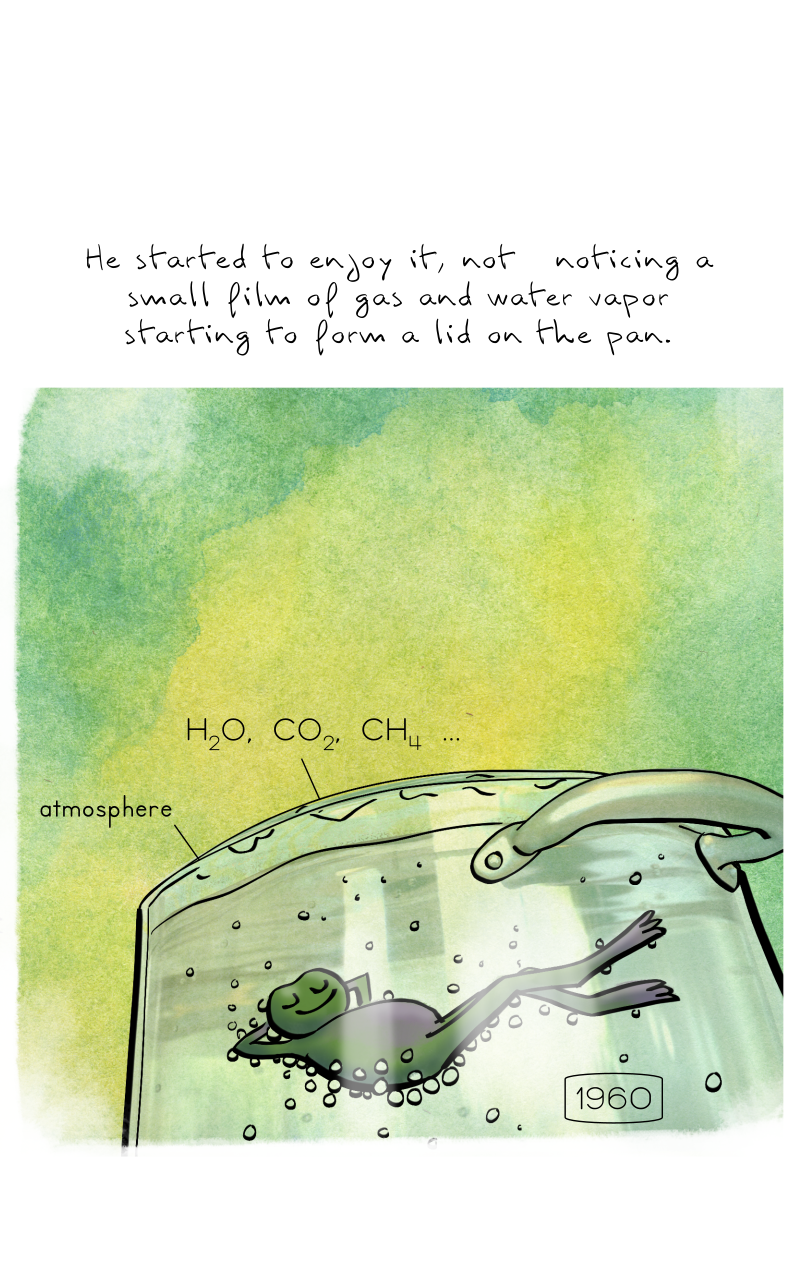 He started to enjoy it, not noticing a
small film of gas and water vapor
starting to form a lid on the pan.
H₂O, CO₂, CH₄ ...
atmosphere
1960